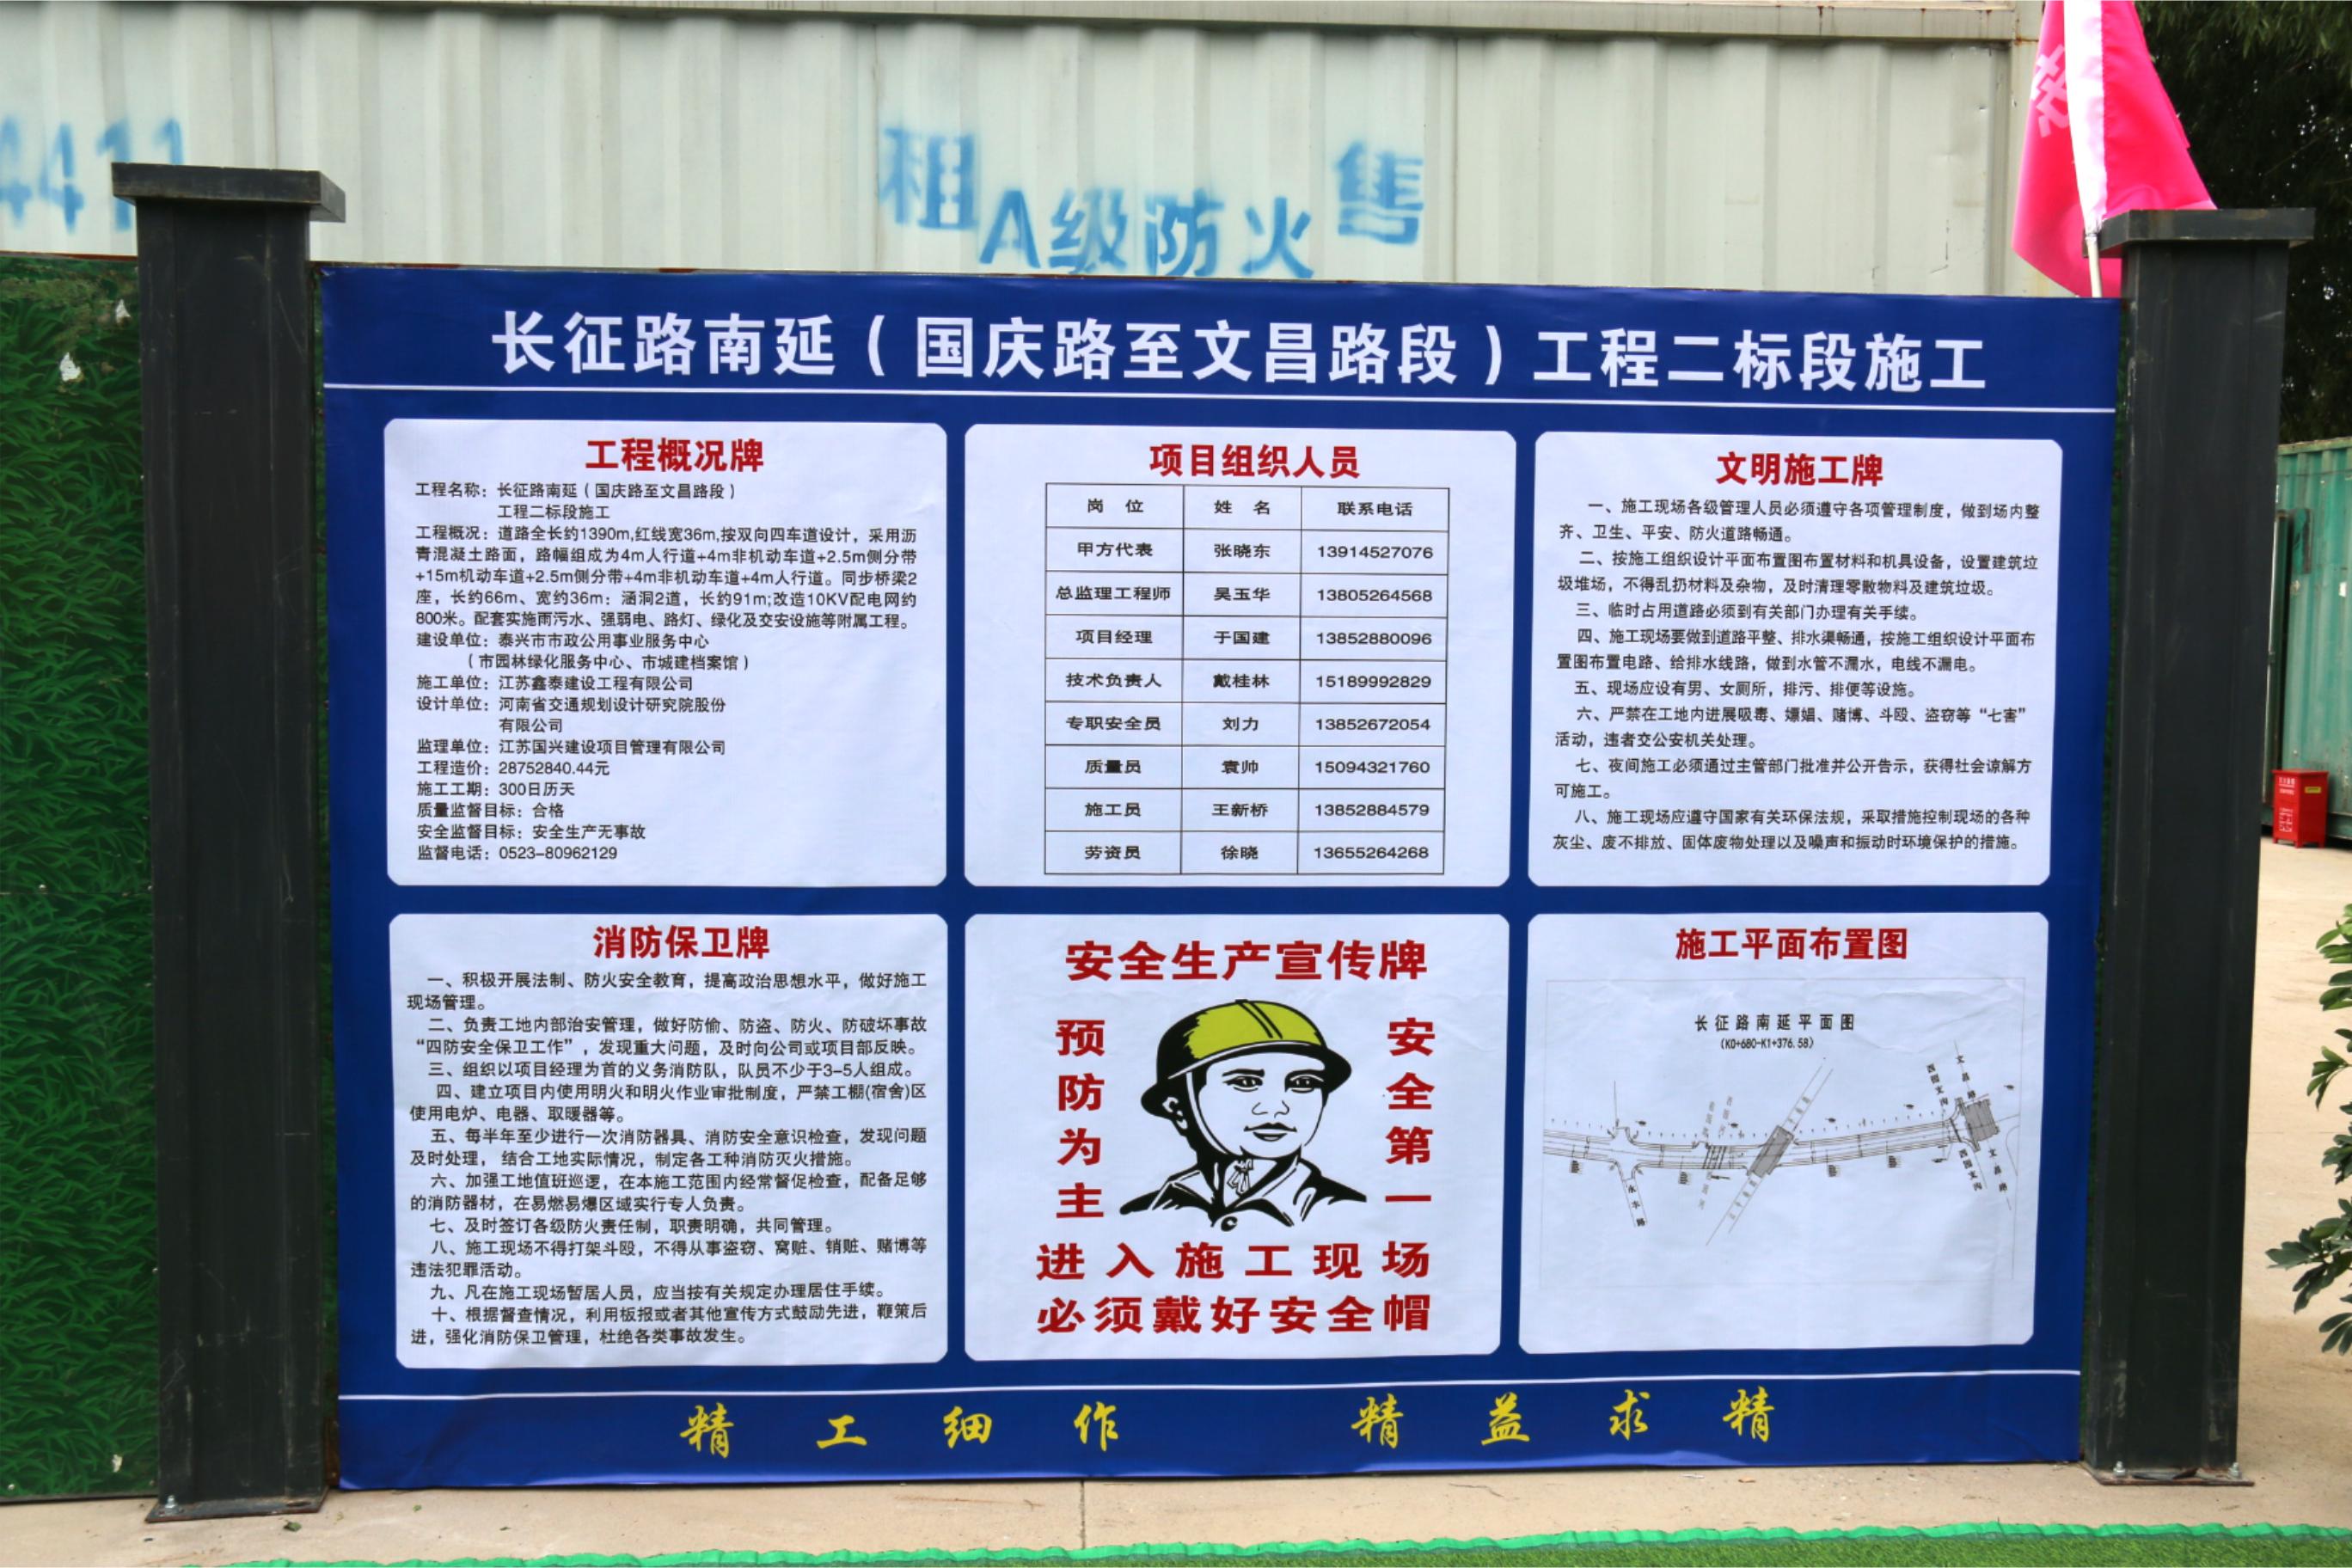 4411
租A级防火售
长征路南延(国庆路至文昌路段)工程二标段施工
工程概况牌
工程名称：长征路南延(国庆路至文昌路段)
工程二标段施工
工程概况：道路全长约1390m,红线宽36m,按双向四车道设计，采用沥
青混凝土路面，路幅组成为4m人行道+4m非机动车道+2.5m侧分带
+15m机动车道+2.5m侧分带+4m非机动车道+4m人行道。同步桥梁2
座，长约66m、宽约36m：涵洞2道，长约91m;改造10KV配电网约
800米。配套实施雨污水、强弱电、路灯、绿化及交安设施等附属工程。
建设单位：泰兴市市政公用事业服务中心
(市园林绿化服务中心、市城建档案馆)
施工单位：江苏鑫泰建设工程有限公司
设计单位：河南省交通规划设计研究院股份
有限公司
监理单位：江苏国兴建设项目管理有限公司
工程造价：28752840.44元
施工工期：300日历天
质量监督目标：合格
安全监督目标：安全生产无事故
监督电话：0523-80962129
项目组织人员
岗 位 姓 名 联系电话
甲方代表 张晓东 13914527076
总监理工程师 吴玉华 13805264568
项目经理 于国建 13852880096
技术负责人 戴桂林 15189992829
专职安全员 刘力 13852672054
质量员 袁帅 15094321760
施工员 王新桥 13852884579
劳资员 徐晓 13655264268
文明施工牌
一、施工现场各级管理人员必须遵守各项管理制度，做到场内整
齐、卫生、平安、防火道路畅通。
二、按施工组织设计平面布置图布置材料和机具设备，设置建筑垃
圾堆场，不得乱扔材料及杂物，及时清理零散物料及建筑垃圾。
三、临时占用道路必须到有关部门办理有关手续。
四、施工现场要做到道路平整、排水渠畅通，按施工组织设计平面布
置图布置电路、给排水线路，做到水管不漏水，电线不漏电。
五、现场应设有男、女厕所，排污、排便等设施。
六、严禁在工地内进展吸毒、嫖娼、赌博、斗殴、盗窃等“七害”
活动，违者交公安机关处理。
七、夜间施工必须通过主管部门批准并公开告示，获得社会谅解方
可施工。
八、施工现场应遵守国家有关环保法规，采取措施控制现场的各种
灰尘、废不排放、固体废物处理以及噪声和振动时环境保护的措施。
消防保卫牌
一、积极开展法制、防火安全教育，提高政治思想水平，做好施工
现场管理。
二、负责工地内部治安管理，做好防偷、防盗、防火、防破坏事故
“四防安全保卫工作”，发现重大问题，及时向公司或项目部反映。
三、组织以项目经理为首的义务消防队，队员不少于3-5人组成。
四、建立项目内使用明火和明火作业审批制度，严禁工棚(宿舍)区
使用电炉、电器、取暖器等。
五、每半年至少进行一次消防器具、消防安全意识检查，发现问题
及时处理， 结合工地实际情况，制定各工种消防灭火措施。
六、加强工地值班巡逻，在本施工范围内经常督促检查，配备足够
的消防器材，在易燃易爆区域实行专人负责。
七、及时签订各级防火责任制，职责明确，共同管理。
八、施工现场不得打架斗殴，不得从事盗窃、窝赃、销赃、赌博等
违法犯罪活动。
九、凡在施工现场暂居人员，应当按有关规定办理居住手续。
十、根据督查情况，利用板报或者其他宣传方式鼓励先进，鞭策后
进，强化消防保卫管理，杜绝各类事故发生。
安全生产宣传牌
预防为主
安全第一
进入施工现场
必须戴好安全帽
施工平面布置图
长征路南延平面图
(K0+680-K1+376.58)
文昌路
文昌路
精工细作 精益求精